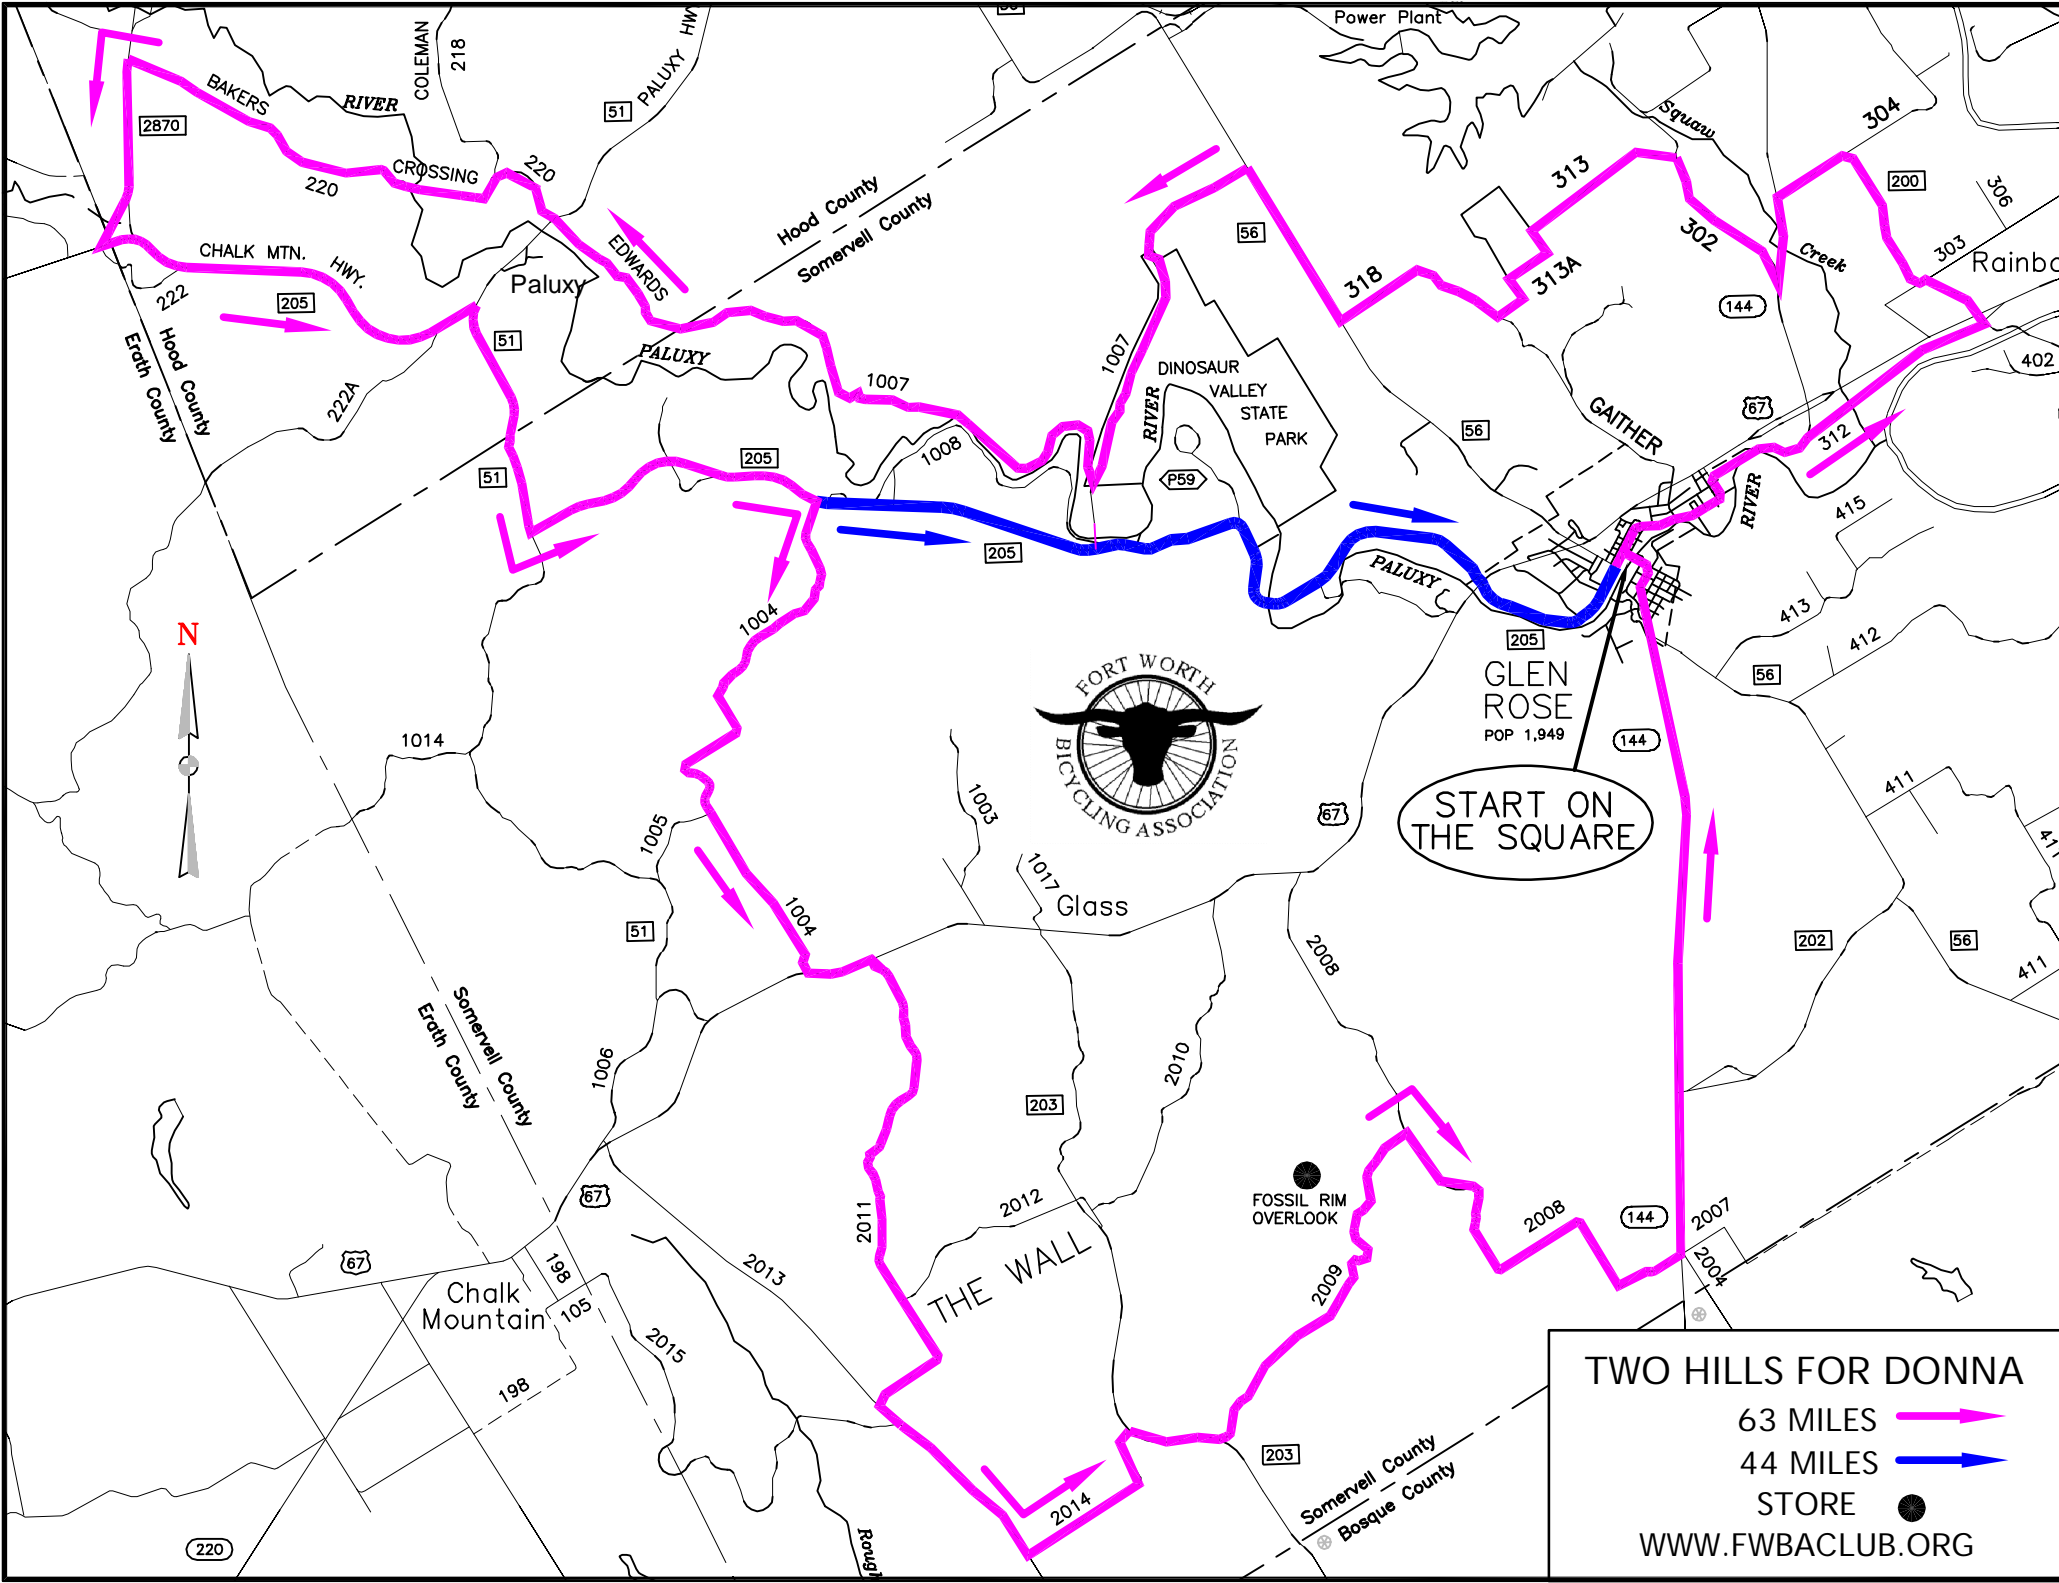 56
Power Plant
COLEMAN
218
PALUXY HW
51
BAKERS
RIVER
2870
CROSSING
220
220
Squaw
304
313
200
306
Hood County
Somervell County
56
302
Creek
303
Rainbo
CHALK MTN.
HWY.
EDWARDS
Paluxy
318
313A
222
205
144
Hood County
Erath County
51
PALUXY
1007
1007
DINOSAUR
VALLEY
STATE
PARK
RIVER
402
222A
67
GAITHER
56
312
1008
205
51
P59
RIVER
415
205
PALUXY
413
412
1004
N
205
56
FORT WORTH
BICYCLING ASSOCIATION
GLEN
ROSE
POP 1,949
144
1014
START ON
THE SQUARE
67
411
411
1003
1005
1017
Glass
1004
51
2008
202
56
411
Somervell County
Erath County
1006
203
2010
67
FOSSIL RIM
OVERLOOK
2012
2011
2008
144
2007
2004
67
THE WALL
198
2013
2009
Chalk
Mountain
105
2015
198
TWO HILLS FOR DONNA
63 MILES
44 MILES
STORE
WWW.FWBACLUB.ORG
203
2014
Somervell County
Bosque County
220
Rough